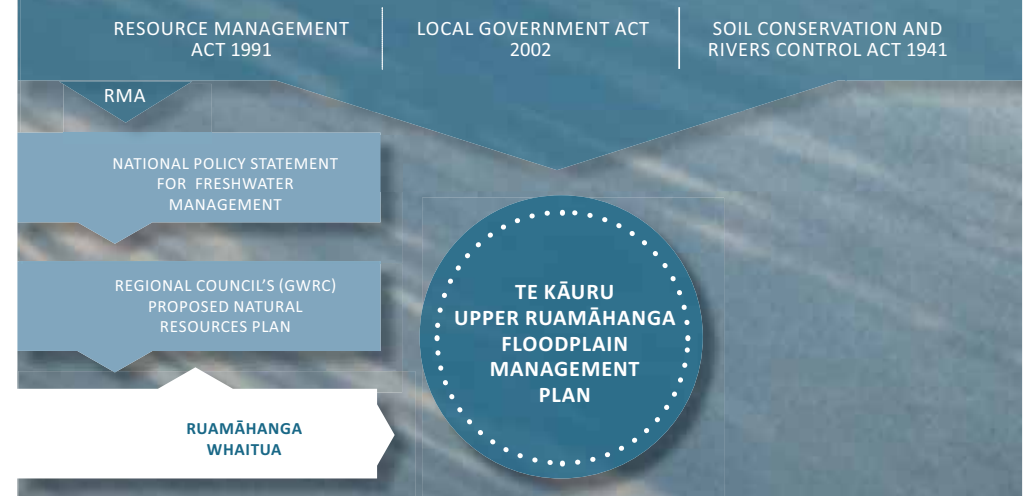 RESOURCE MANAGEMENT
ACT 1991
LOCAL GOVERNMENT ACT
2002
SOIL CONSERVATION AND
RIVERS CONTROL ACT 1941
RMA
NATIONAL POLICY STATEMENT
FOR FRESHWATER
MANAGEMENT
REGIONAL COUNCIL'S (GWRC)
PROPOSED NATURAL
RESOURCES PLAN
RUAMĀHANGA
WHAITUA
TE KĀURU
UPPER RUAMĀHANGA
FLOODPLAIN
MANAGEMENT
PLAN